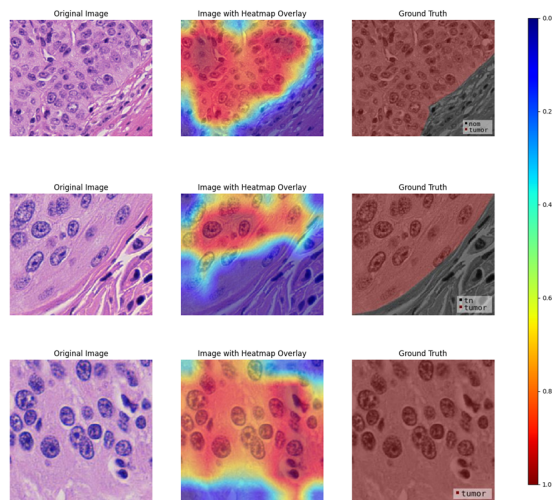 Original Image
Image with Heatmap Overlay
Ground Truth
nom
tumor
Original Image
Image with Heatmap Overlay
Ground Truth
tn
tumor
Original Image
Image with Heatmap Overlay
Ground Truth
tumor
0.0
0.2
0.4
0.6
0.8
1.0